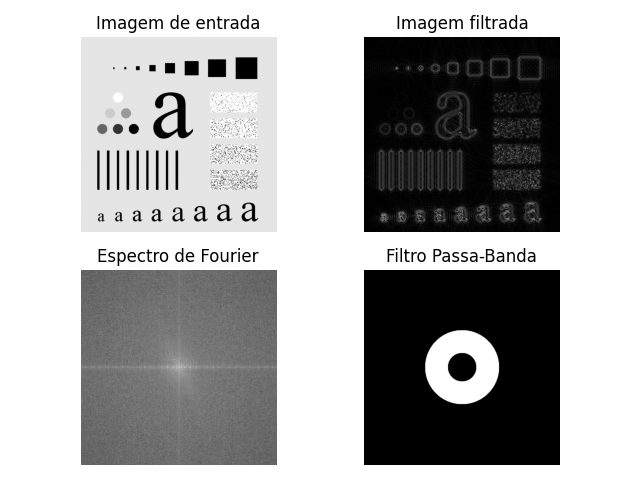 Imagem de entrada
Imagem filtrada
a
a
a a a a a a a a
a a a a a a a a
Espectro de Fourier
Filtro Passa-Banda